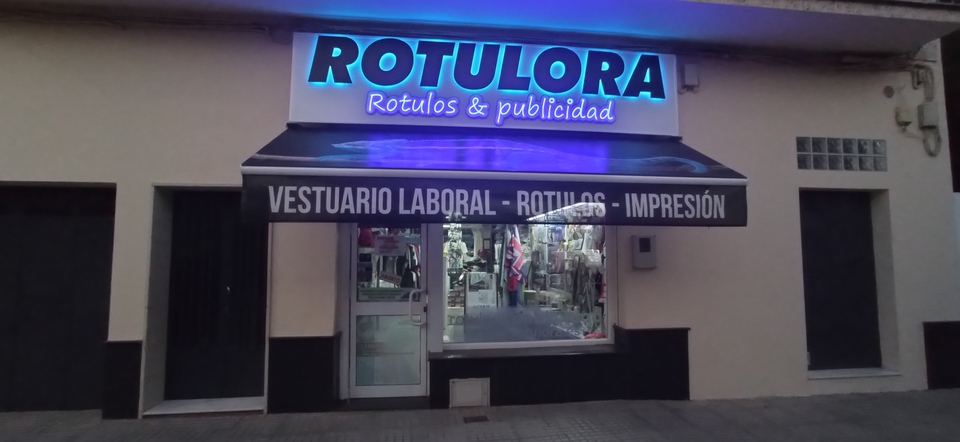 ROTULORA
Rotulos & publicidad
VESTUARIO LABORAL - ROTULOS - IMPRESIÓN